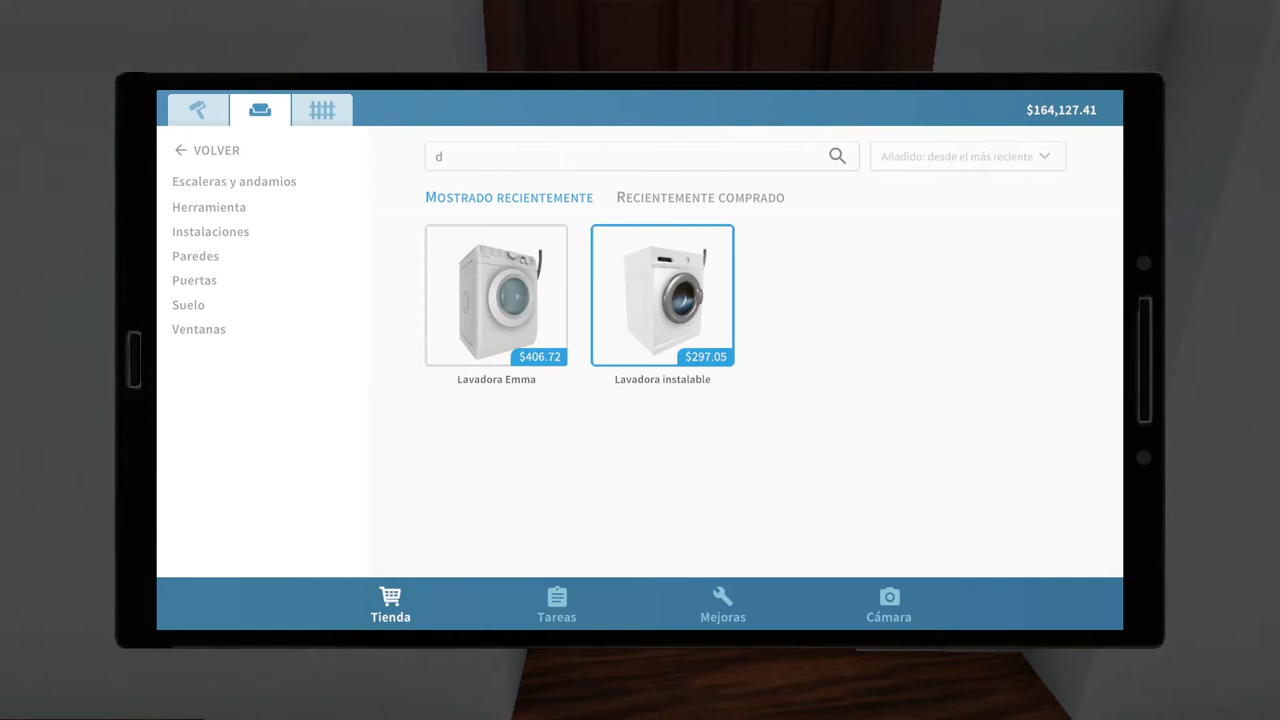 $164,127.41
VOLVER
Escaleras y andamios
Herramienta
Instalaciones
Paredes
Puertas
Suelo
Ventanas
d
Añadido: desde el más reciente
MOSTRADO RECIENTEMENTE
RECIENTEMENTE COMPRADO
$406.72
$297.05
Lavadora Emma
Lavadora instalable
Tienda
Tareas
Mejoras
Cámara